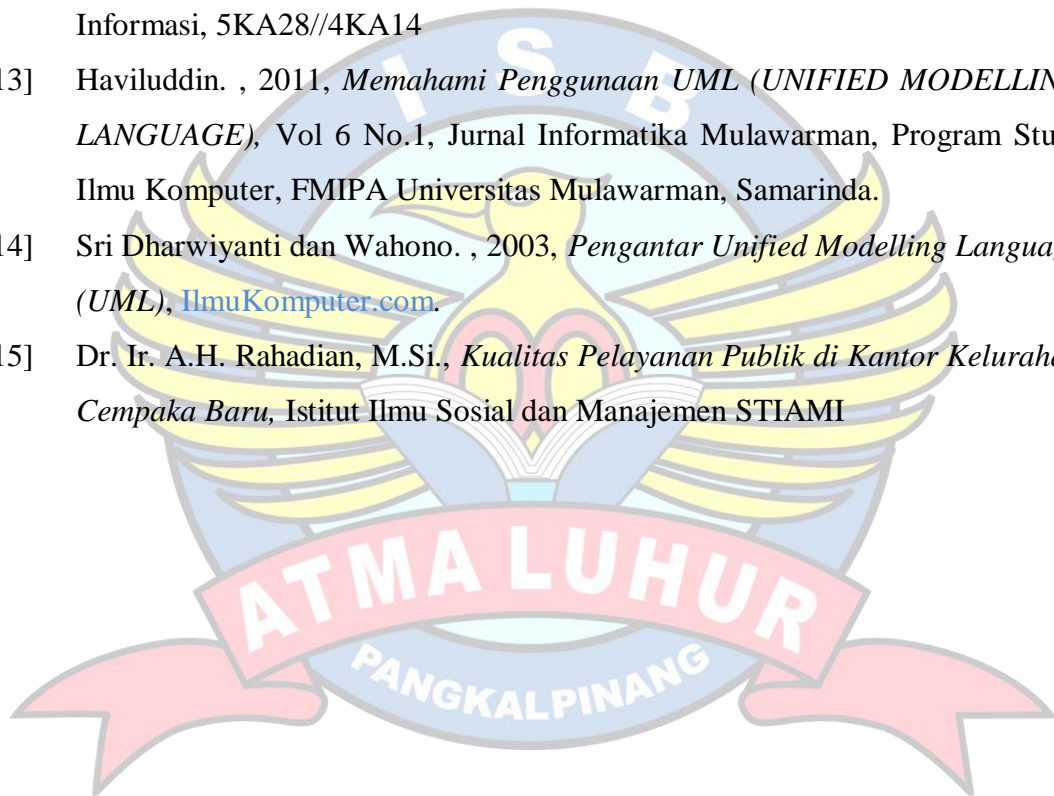 Informasi, 5KA28//4KA14
13] Haviluddin. , 2011, Memahami Penggunaan UML (UNIFIED MODELLIN
LANGUAGE), Vol 6 No.1, Jurnal Informatika Mulawarman, Program Stu
Ilmu Komputer, FMIPA Universitas Mulawarman, Samarinda.
14] Sri Dharwiyanti dan Wahono. , 2003, Pengantar Unified Modelling Langua
(UML), IlmuKomputer.com.
15] Dr. Ir. A.H. Rahadian, M.Si., Kualitas Pelayanan Publik di Kantor Keluraha
Cempaka Baru, Istitut Ilmu Sosial dan Manajemen STIAMI
I S B
ATMA LUHUR
PANGKALPINANG